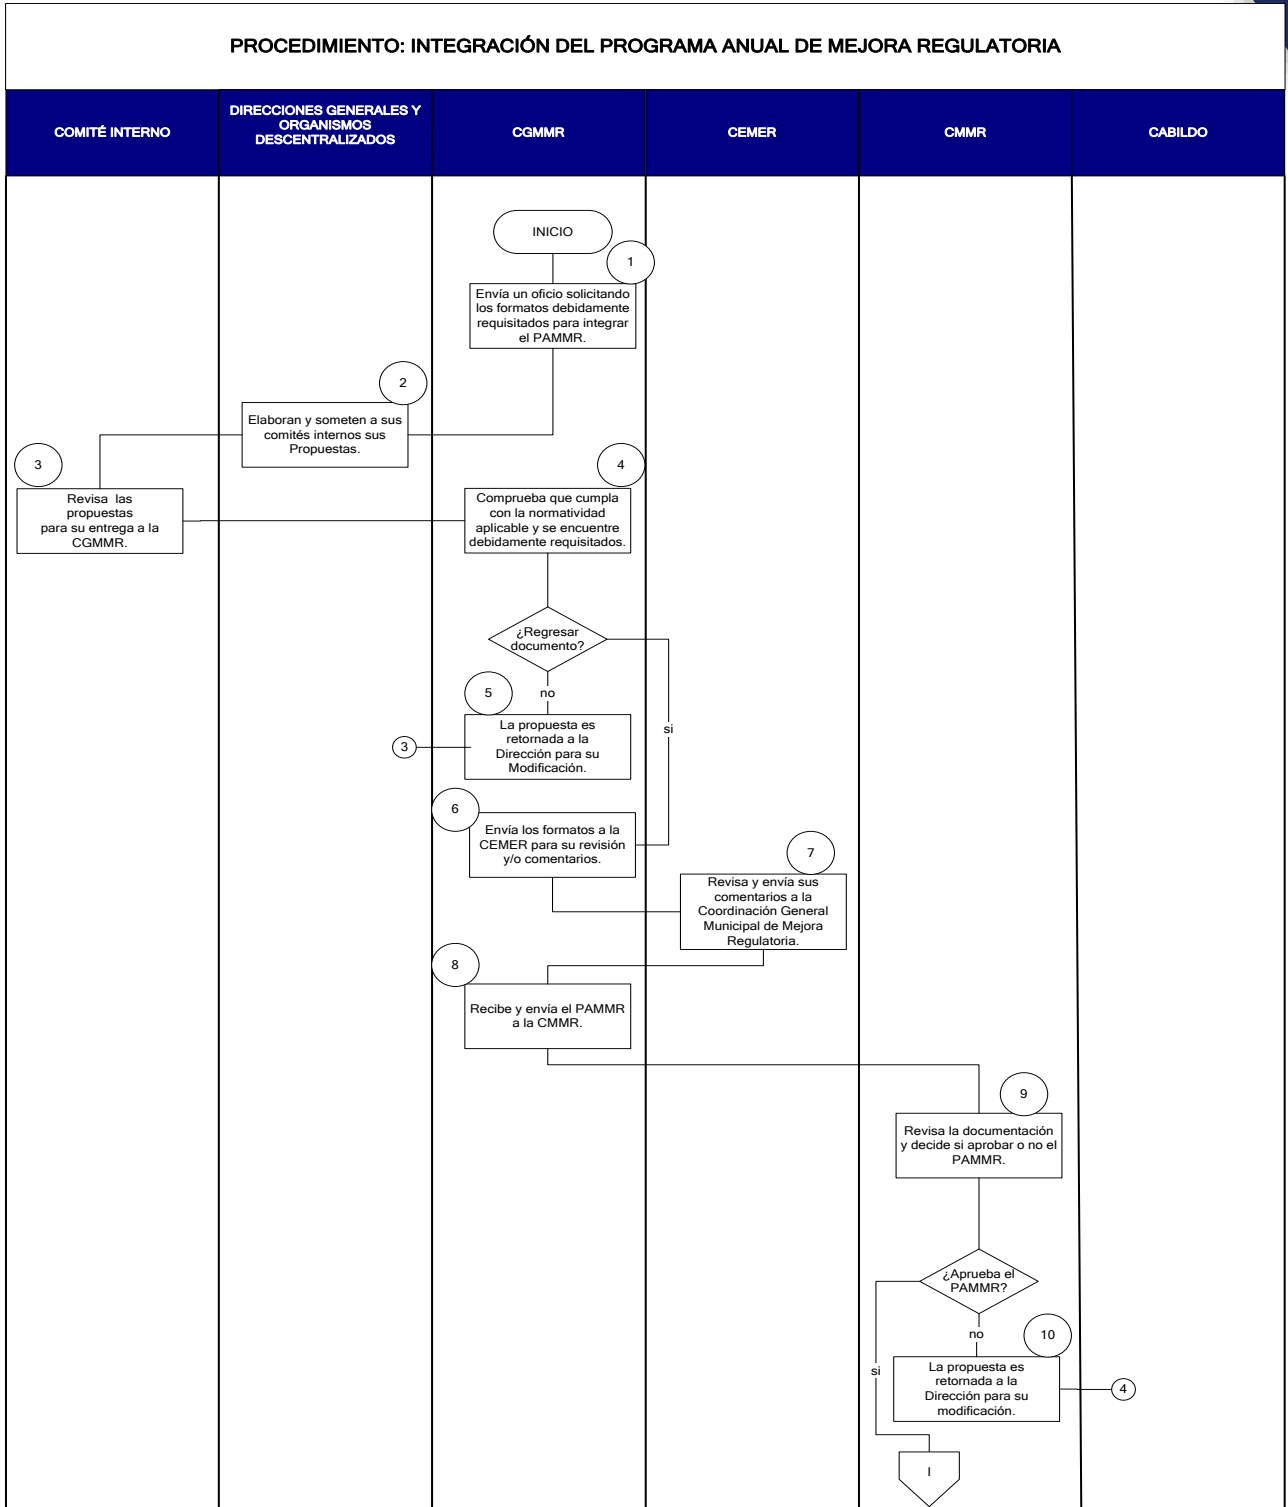 PROCEDIMIENTO: INTEGRACIÓN DEL PROGRAMA ANUAL DE MEJORA REGULATORIA
COMITÉ INTERNO
DIRECCIONES GENERALES Y
ORGANISMOS
DESCENTRALIZADOS
CGMMR
CEMER
CMMR
CABILDO
INICIO
1
Envía un oficio solicitando
los formatos debidamente
requisitados para integrar
el PAMMR.
2
Elaboran y someten a sus
comités internos sus
Propuestas.
3
Revisa las
propuestas
para su entrega a la
CGMMR.
4
Comprueba que cumpla
con la normatividad
aplicable y se encuentre
debidamente requisitados.
¿Regresar
documento?
no
si
5
La propuesta es
retornada a la
Dirección para su
Modificación.
3
6
Envía los formatos a la
CEMER para su revisión
y/o comentarios.
7
Revisa y envía sus
comentarios a la
Coordinación General
Municipal de Mejora
Regulatoria.
8
Recibe y envía el PAMMR
a la CMMR.
9
Revisa la documentación
y decide si aprobar o no el
PAMMR.
¿Aprueba el
PAMMR?
no
si
10
La propuesta es
retornada a la
Dirección para su
modificación.
4
I